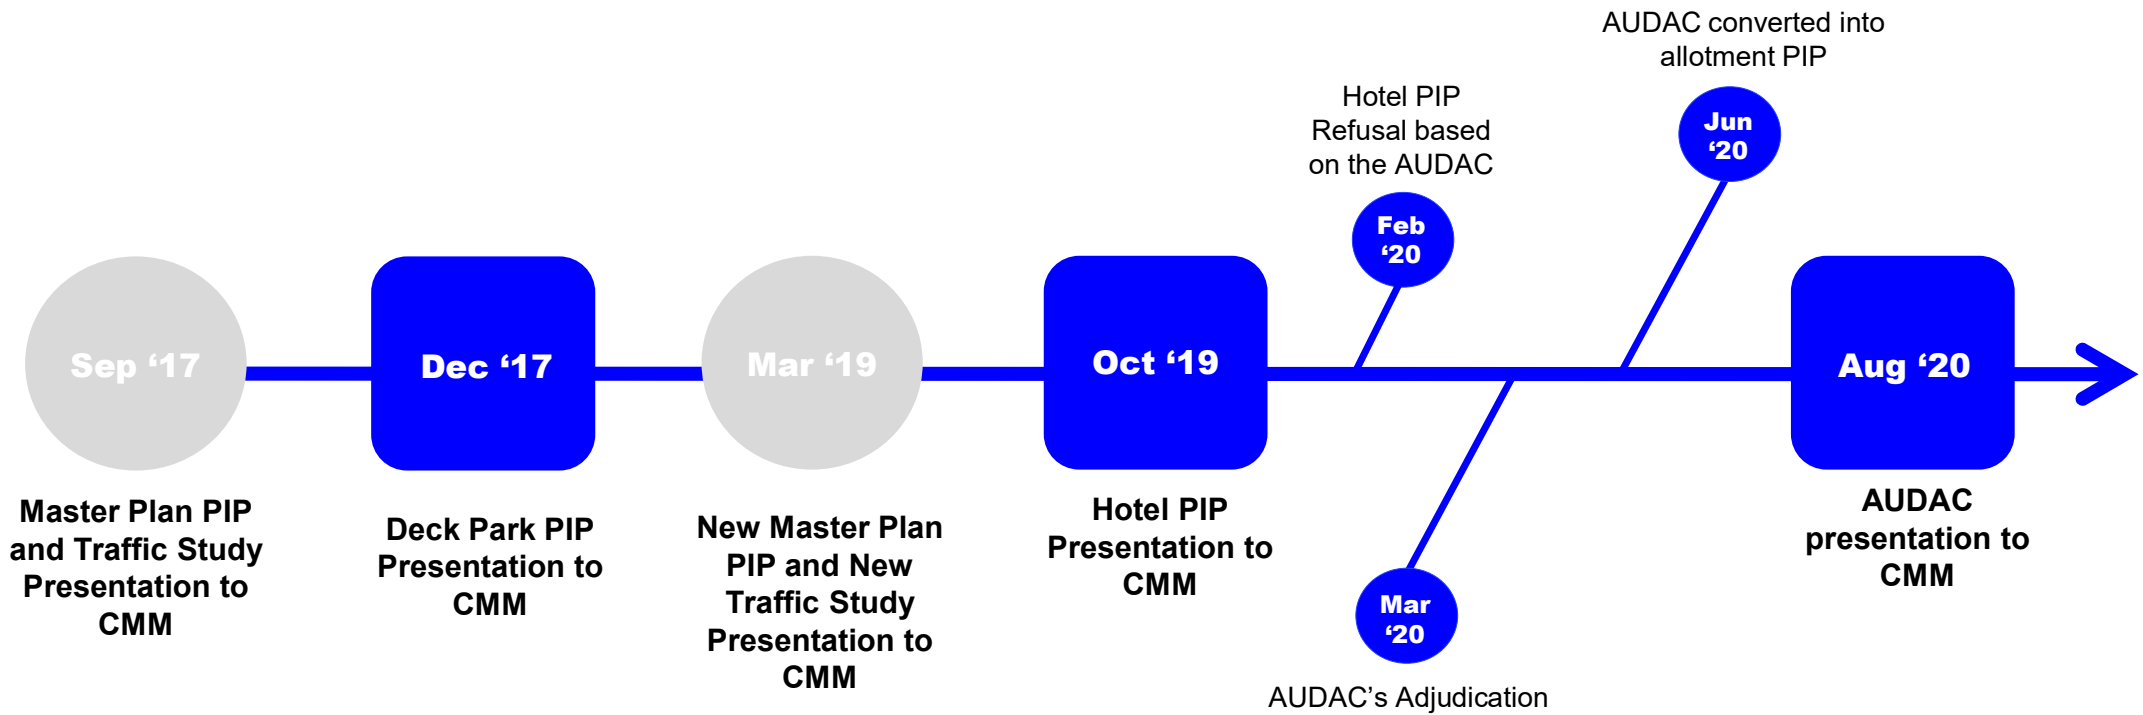 Sep ‘17
Master Plan PIP
and Traffic Study
Presentation to
CMM
Dec ‘17
Deck Park PIP
Presentation to
CMM
Mar ‘19
New Master Plan
PIP and New
Traffic Study
Presentation to
CMM
Oct ‘19
Hotel PIP
Presentation to
CMM
Hotel PIP
Refusal based
on the AUDAC
Feb
‘20
Mar
‘20
AUDAC’s Adjudication
AUDAC converted into
allotment PIP
Jun
‘20
Aug ‘20
AUDAC
presentation to
CMM